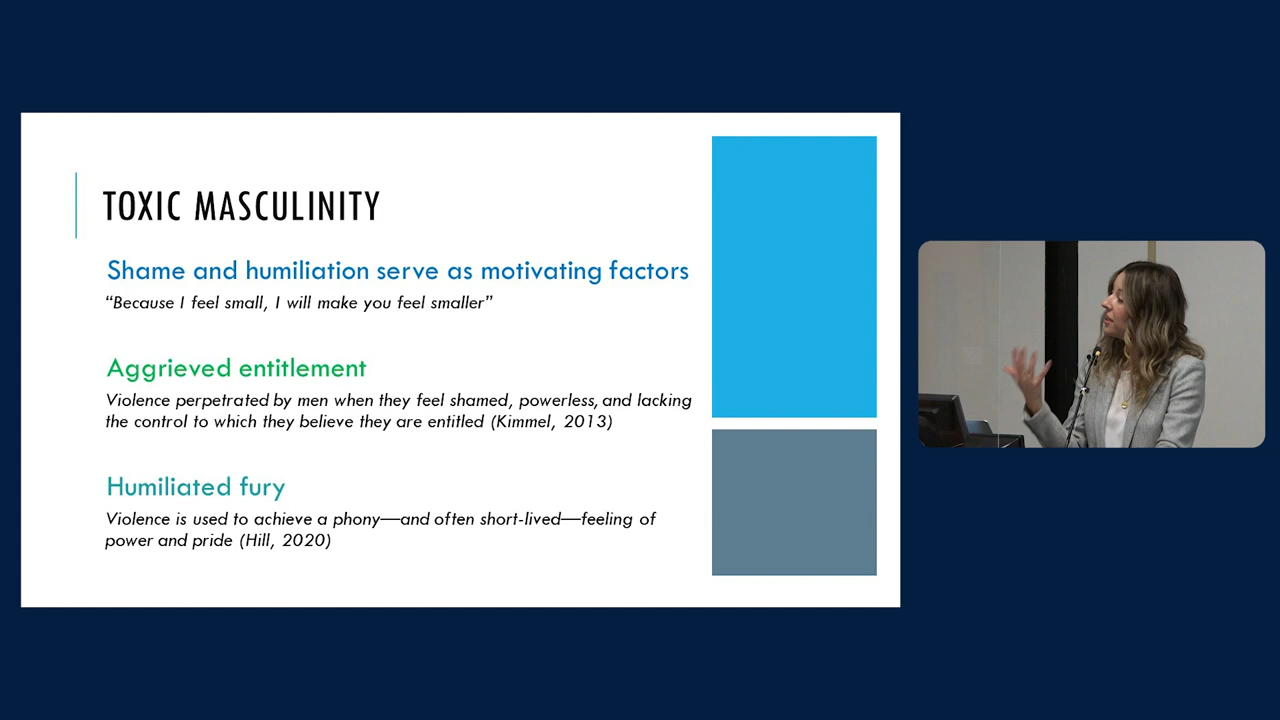 TOXIC MASCULINITY
Shame and humiliation serve as motivating factors
“Because I feel small, I will make you feel smaller”
Aggrieved entitlement
Violence perpetrated by men when they feel shamed, powerless, and lacking
the control to which they believe they are entitled (Kimmel, 2013)
Humiliated fury
Violence is used to achieve a phony—and often short-lived—feeling of
power and pride (Hill, 2020)